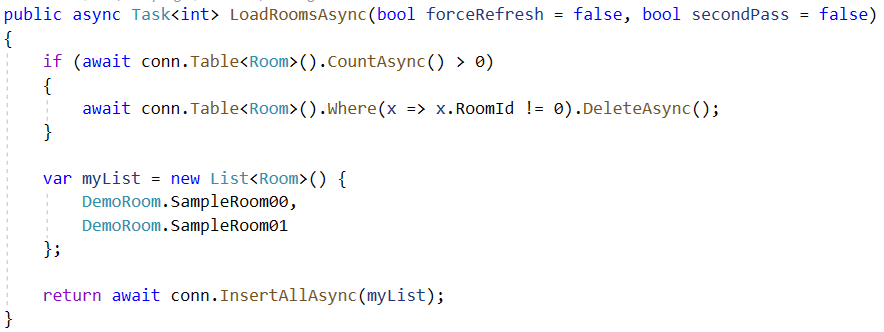 public async Task<int> LoadRoomsAsync(bool forceRefresh = false, bool secondPass = false)
{
    if (await conn.Table<Room>().CountAsync() > 0)
    {
        await conn.Table<Room>().Where(x => x.RoomId != 0).DeleteAsync();
    }

    var myList = new List<Room>() {
        DemoRoom.SampleRoom00,
        DemoRoom.SampleRoom01
    };

    return await conn.InsertAllAsync(myList);
}